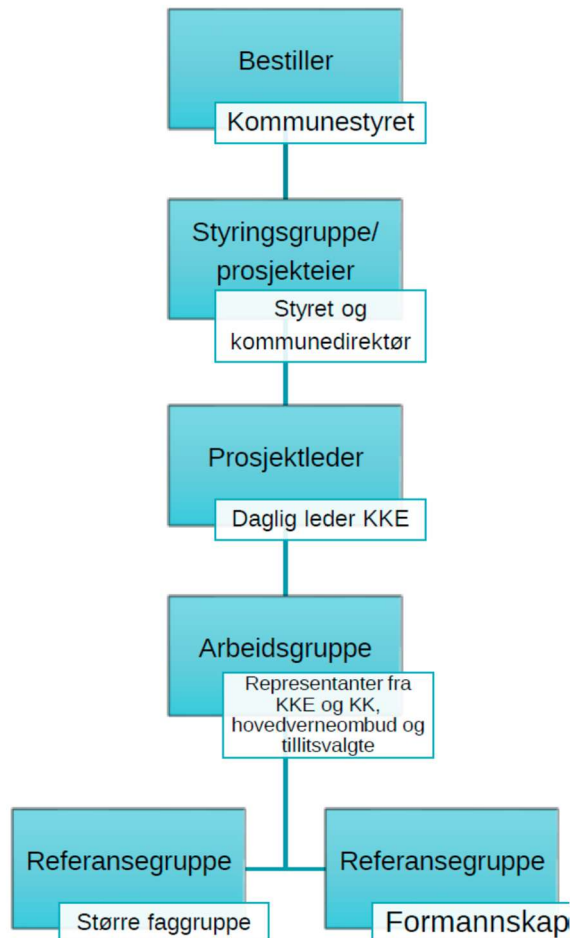 Bestiller
Kommunestyret
Styringsgruppe/
prosjekteier
Styret og
kommunedirektør
Prosjektleder
Daglig leder KKE
Arbeidsgruppe
Representanter fra
KKE og KK,
hovedverneombud og
tillitsvalgte
Referansegruppe
Større faggruppe
Referansegruppe
Formannskap